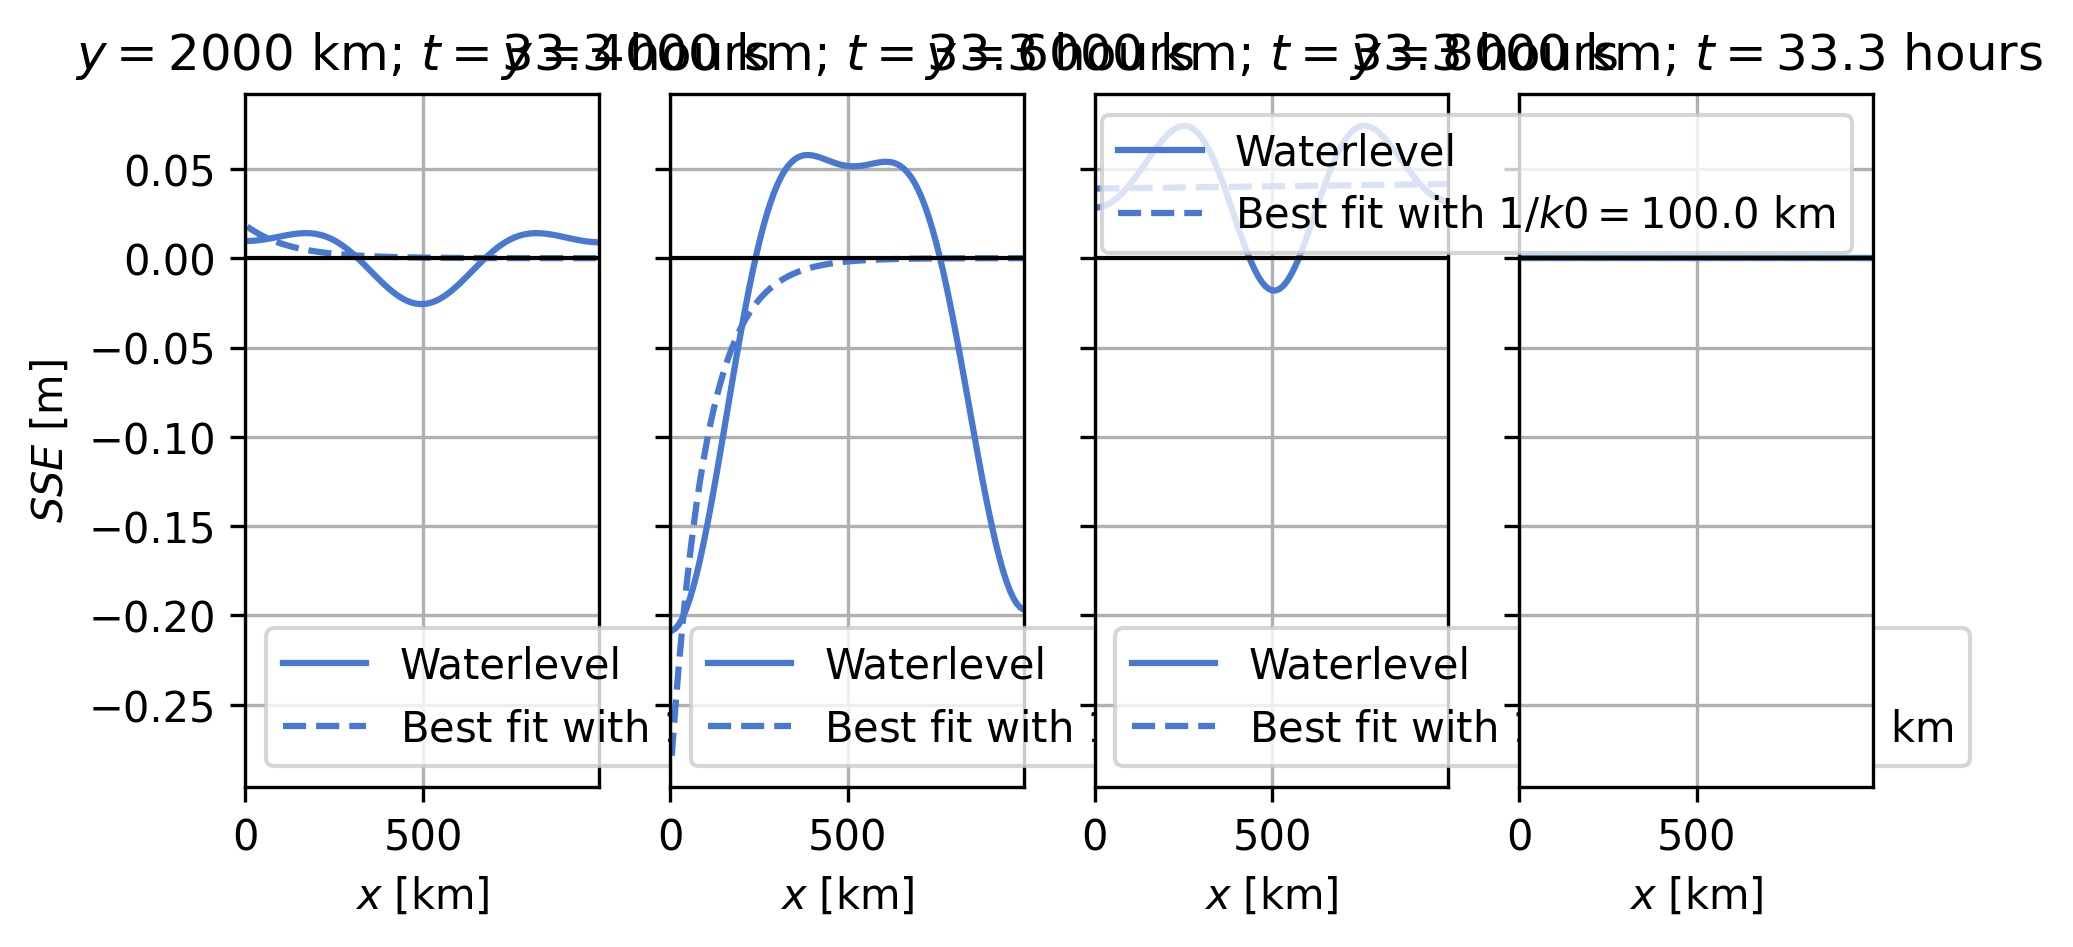 y = 2000 km; t = 33.3 hours
y = 4000 km; t = 33.3 hours
y = 6000 km; t = 33.3 hours
y = 8000 km; t = 33.3 hours
SSE [m]
0.05
0.00
−0.05
−0.10
−0.15
−0.20
−0.25
Waterlevel
Best fit with 1/k0 = 100.0 km
Waterlevel
Best fit with
Waterlevel
Best fit with
Waterlevel
Best fit with
km
0 500
0 500
0 500
0 500
x [km]
x [km]
x [km]
x [km]